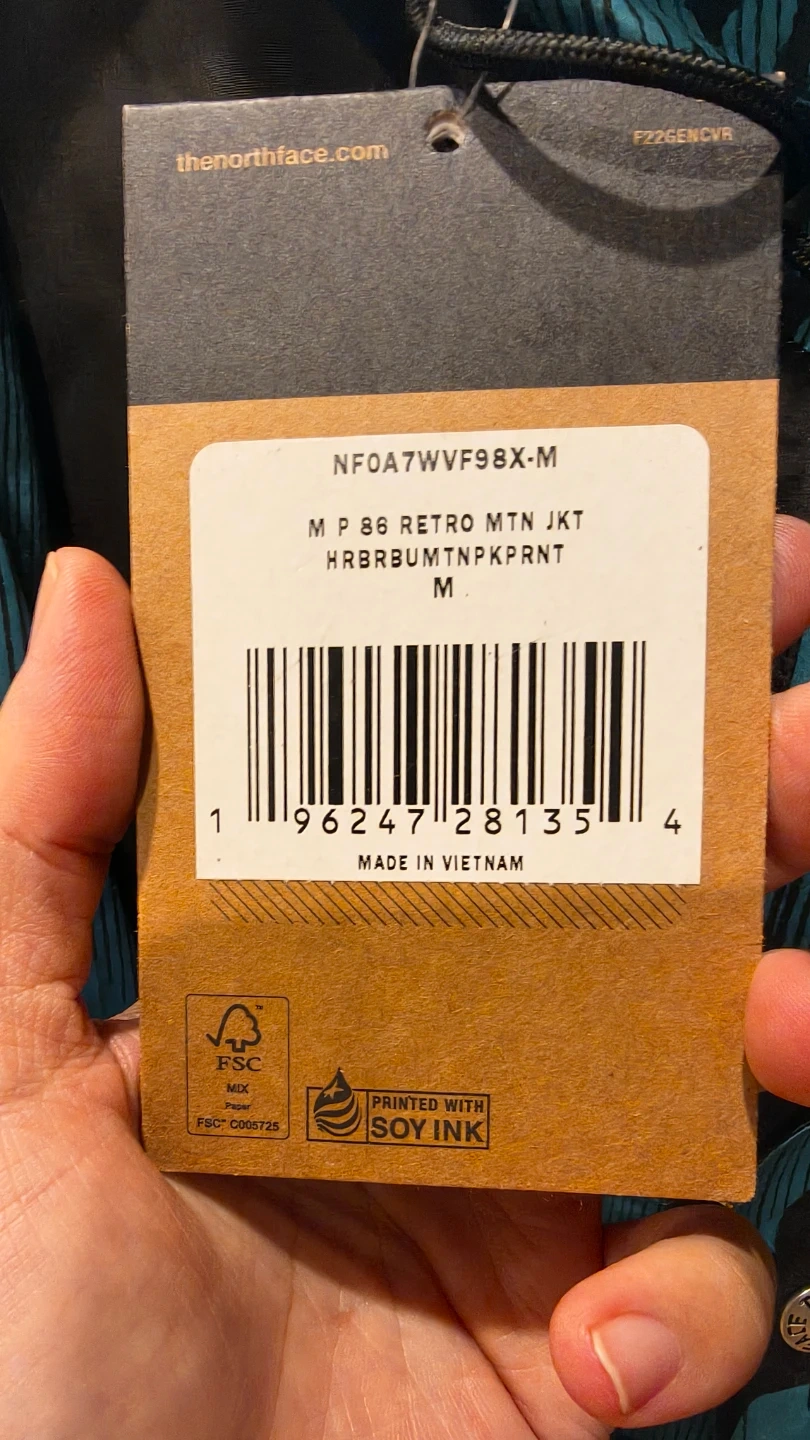 thenorthface.com
F22GENCVR
NF0A7WVF98X-M
M P 86 RETRO MTN JKT
HRBRBUMTNPKPRNT
M
1 96247 28135 4
MADE IN VIETNAM
FSC
MIX
Paper
FSC™ C005725
PRINTED WITH
SOY INK